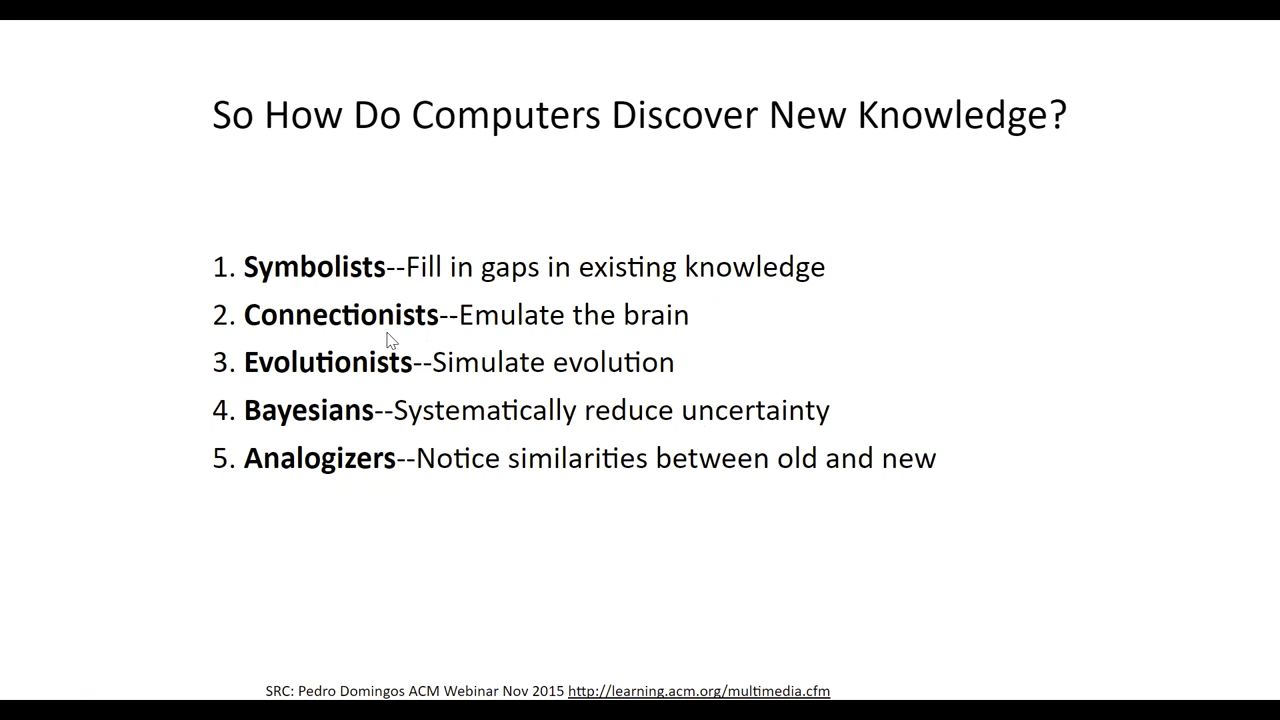 So How Do Computers Discover New Knowledge?
1. Symbolists--Fill in gaps in existing knowledge
2. Connectionists--Emulate the brain
3. Evolutionists--Simulate evolution
4. Bayesians--Systematically reduce uncertainty
5. Analogizers--Notice similarities between old and new
SRC: Pedro Domingos ACM Webinar Nov 2015 http://learning.acm.org/multimedia.cfm